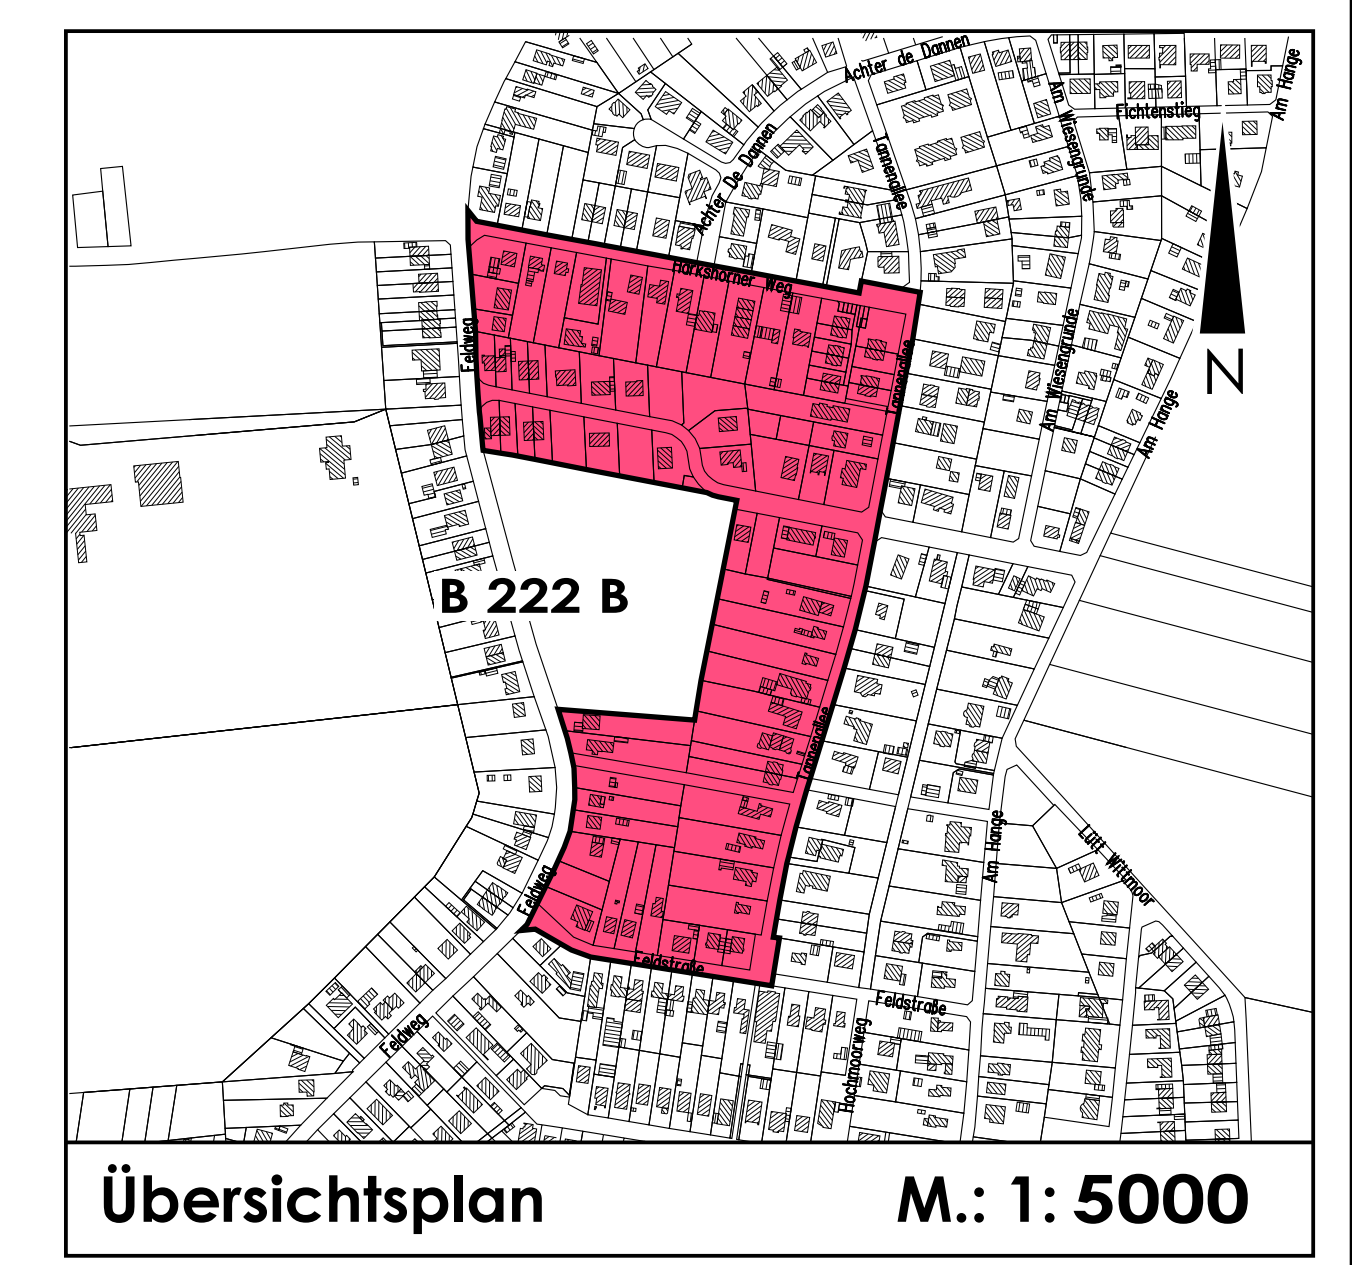 Achter de Dannen
Am Hange
Am Wiesengrunde
Fichtenstieg
Tannenallee
Achter De Dannen
Harkshörner Weg
Feldweg
Am Wiesengrunde
Tannenallee
Am Hange
B 222 B
Tannenallee
Am Hange
Lütt Wittmoor
Feldweg
Feldstraße
Feldstraße
Feldweg
Hochmoorweg
N
Übersichtsplan
M.: 1: 5000